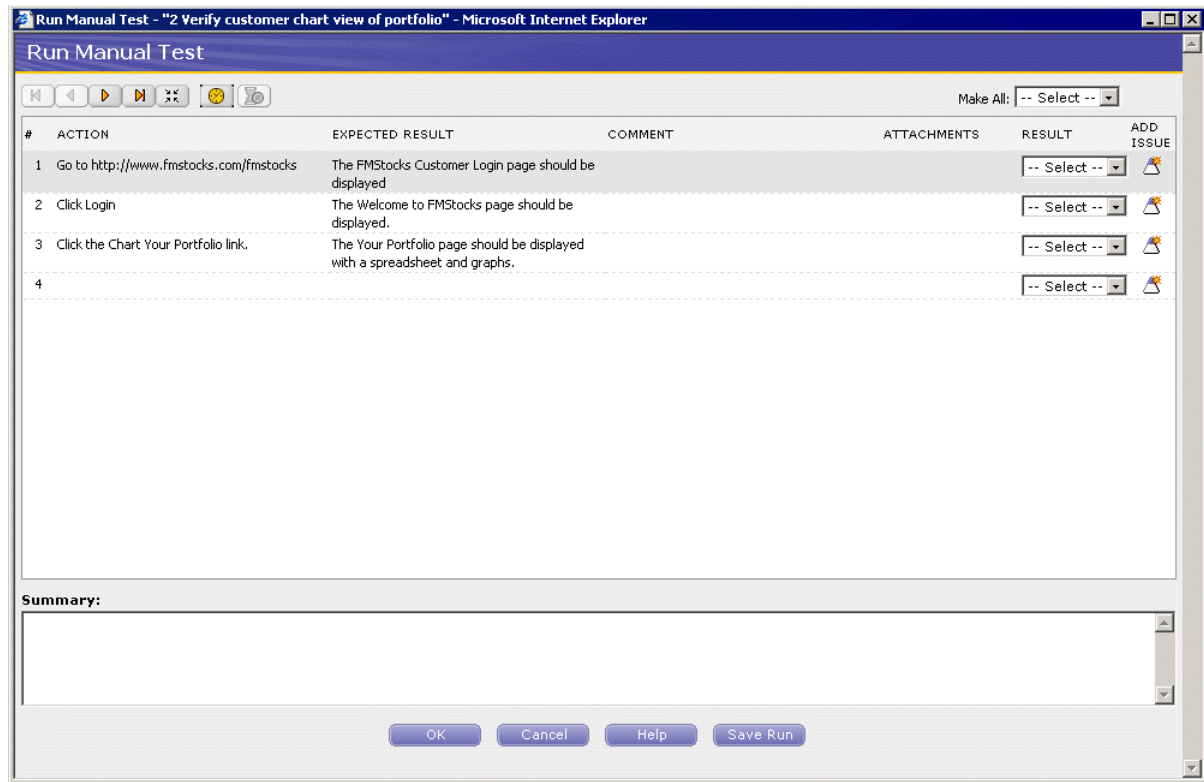 Run Manual Test - "2 Verify customer chart view of portfolio" - Microsoft Internet Explorer
Run Manual Test
Make All: -- Select --
# ACTION EXPECTED RESULT COMMENT ATTACHMENTS RESULT ADD ISSUE
1 Go to http://www.fmstocks.com/fmstocks The FMStocks Customer Login page should be -- Select --
displayed
2 Click Login The Welcome to FMStocks page should be -- Select --
displayed.
3 Click the Chart Your Portfolio link. The Your Portfolio page should be displayed -- Select --
with a spreadsheet and graphs.
4 -- Select --
Summary:
OK Cancel Help Save Run